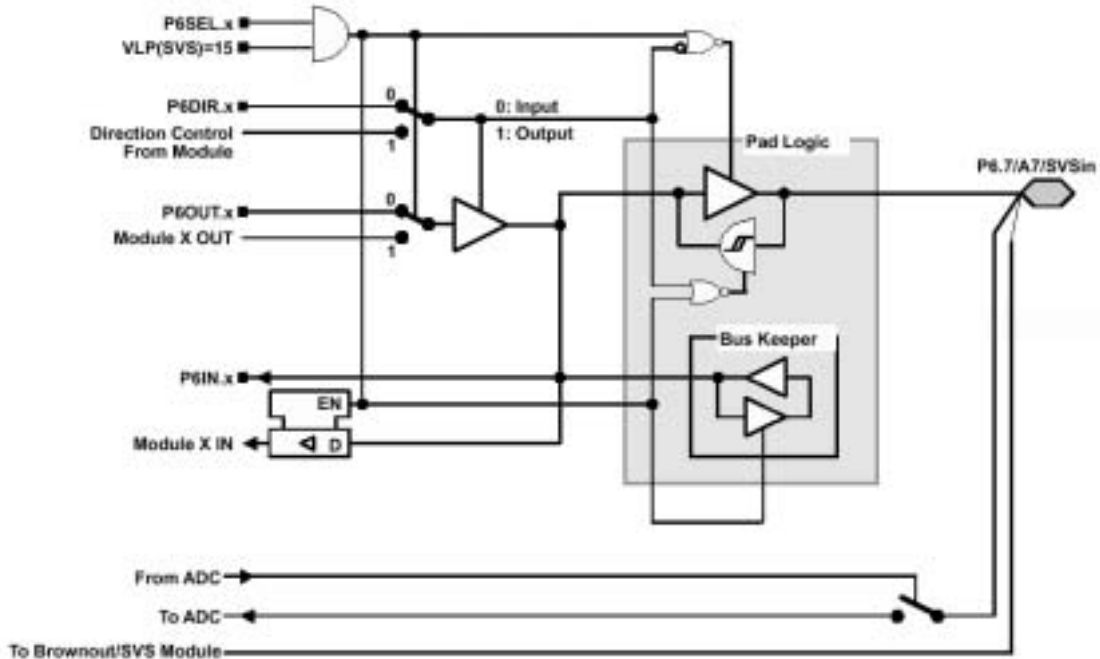 P6SEL.x
VLP(SVS)=15
P6DIR.x
0
0: Input
Direction Control
From Module
1
1: Output
Pad Logic
P6.7/A7/SVSin
P6OUT.x
0
Module X OUT
1
Bus Keeper
P6IN.x
EN
Module X IN
D
From ADC
To ADC
To Brownout/SVS Module